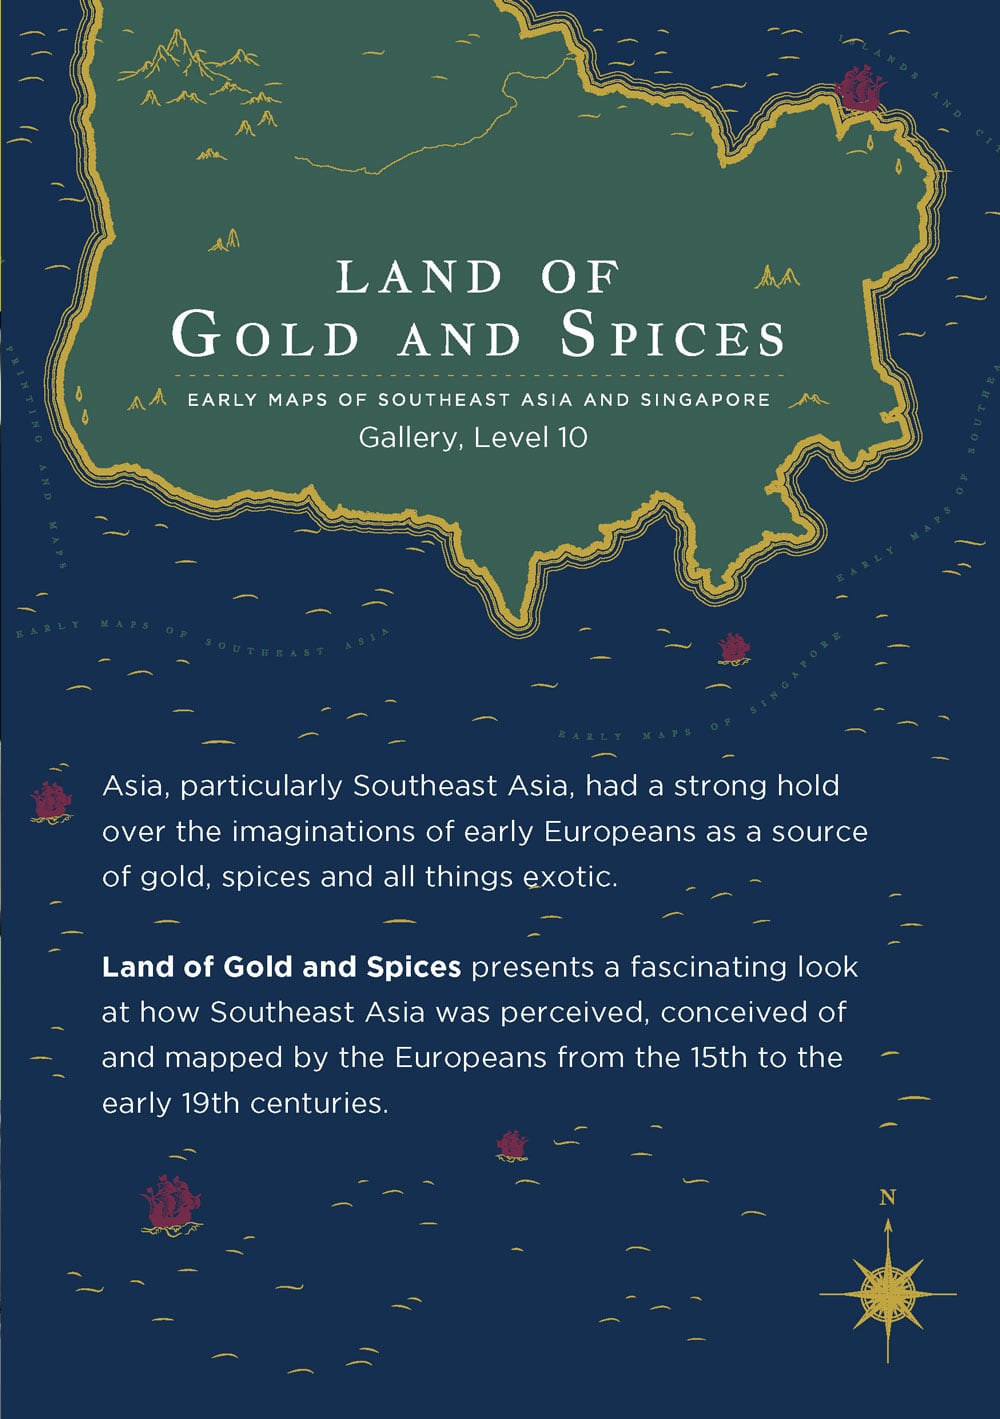 ISLANDS AND
LAND OF
GOLD AND SPICES
EARLY MAPS OF SOUTHEAST ASIA AND SINGAPORE
Gallery, Level 10
PRINTING AND MAPS
EARLY MAPS OF
EARLY MAPS OF SOUTHEAST ASIA
EARLY MAPS OF SINGAPORE
Asia, particularly Southeast Asia, had a strong hold
over the imaginations of early Europeans as a source
of gold, spices and all things exotic.
Land of Gold and Spices presents a fascinating look
at how Southeast Asia was perceived, conceived of
and mapped by the Europeans from the 15th to the
early 19th centuries.
N